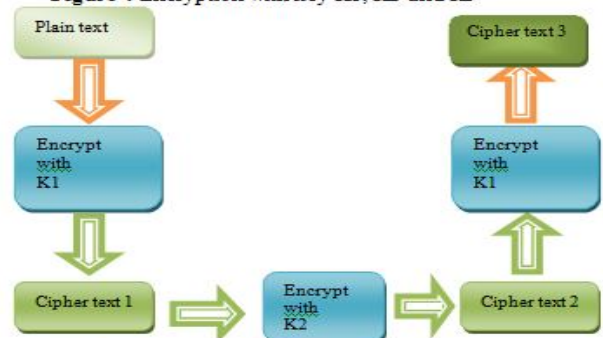 Plain text
Encrypt
with
K1
Cipher text 1
Encrypt
with
K2
Cipher text 2
Encrypt
with
K1
Cipher text 3